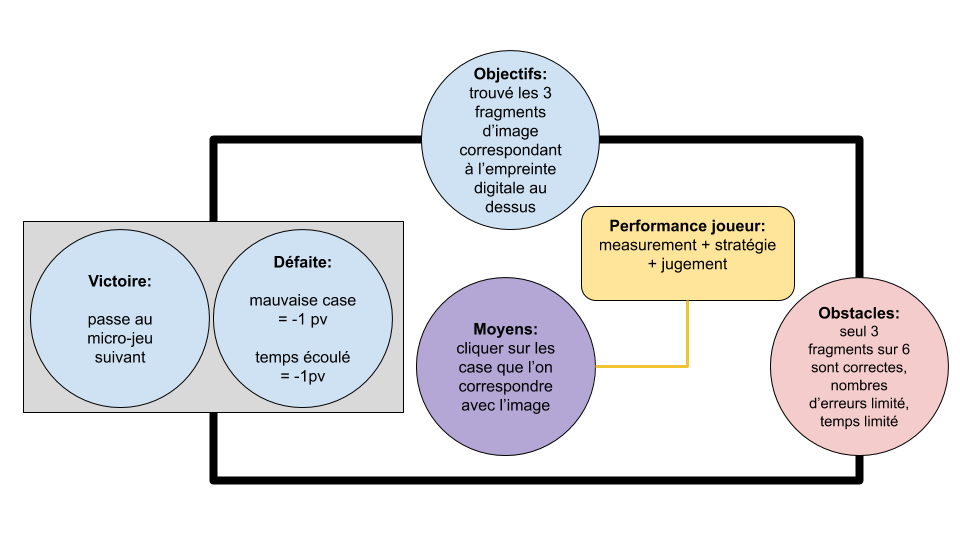 Objectifs:
trouvé les 3
fragments
d'image
correspondant
à l'empreinte
digitale au
dessus
Performance joueur:
measurement + stratégie
+ jugement
Victoire:
passe au
micro-jeu
suivant
Défaite:
mauvaise case
= -1 pv
temps écoulé
= -1pv
Moyens:
cliquer sur les
case que l'on
correspondre
avec l'image
Obstacles:
seul 3
fragments sur 6
sont correctes,
nombres
d'erreurs limité,
temps limité